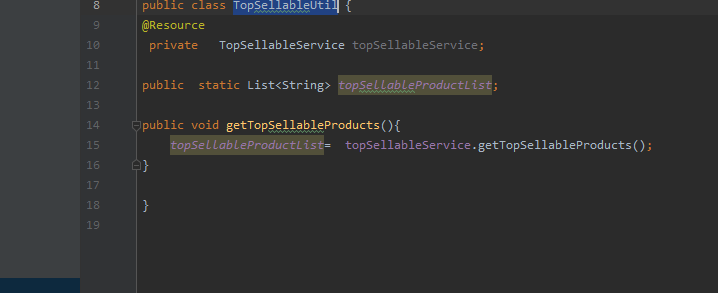 8 public class TopSellableUtil {
9 @Resource
10 private TopSellableService topSellableService;
11
12 public static List<String> topSellableProductList;
13
14 public void getTopSellableProducts(){
15 topSellableProductList= topSellableService.getTopSellableProducts();
16 }
17
18 }
19